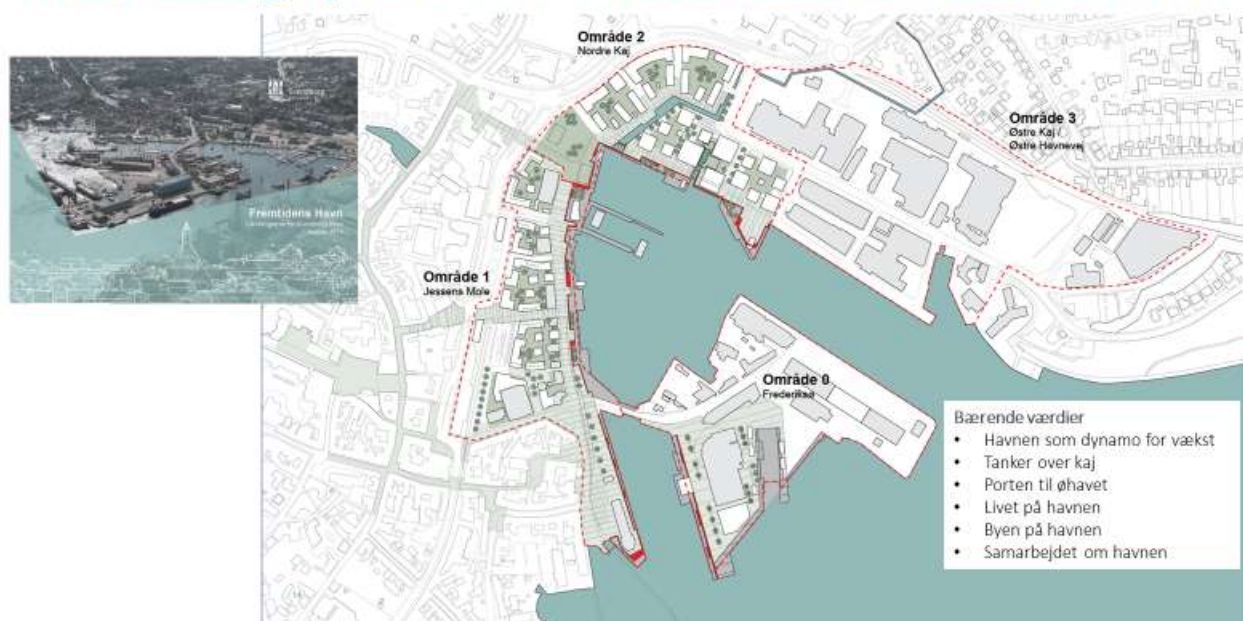 Område 2
Nordre Kaj
Område 3
Østre Kaj /
Østre Havnevej
Svendborg
Fremtidens Havn
Område 1
Jessens Mole
Område 0
Frederiksø
Bærende værdier
• Havnen som dynamo for vækst
• Tanker over kaj
• Porten til øhavet
• Livet på havnen
• Byen på havnen
• Samarbejdet om havnen